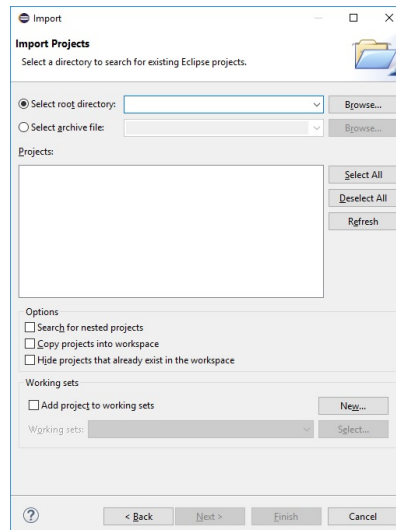 Import
Import Projects
Select a directory to search for existing Eclipse projects.
Select root directory:
Browse...
Select archive file:
Browse...
Projects:
Select All
Deselect All
Refresh
Options
Search for nested projects
Copy projects into workspace
Hide projects that already exist in the workspace
Working sets
Add project to working sets
New...
Working sets:
Select...
?
< Back
Next >
Finish
Cancel